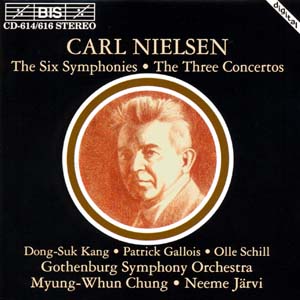 BIS
CD-614/616 STEREO
digital
CARL NIELSEN
The Six Symphonies • The Three Concertos
Dong-Suk Kang • Patrick Gallois • Olle Schill
Gothenburg Symphony Orchestra
Myung-Whun Chung • Neeme Järvi